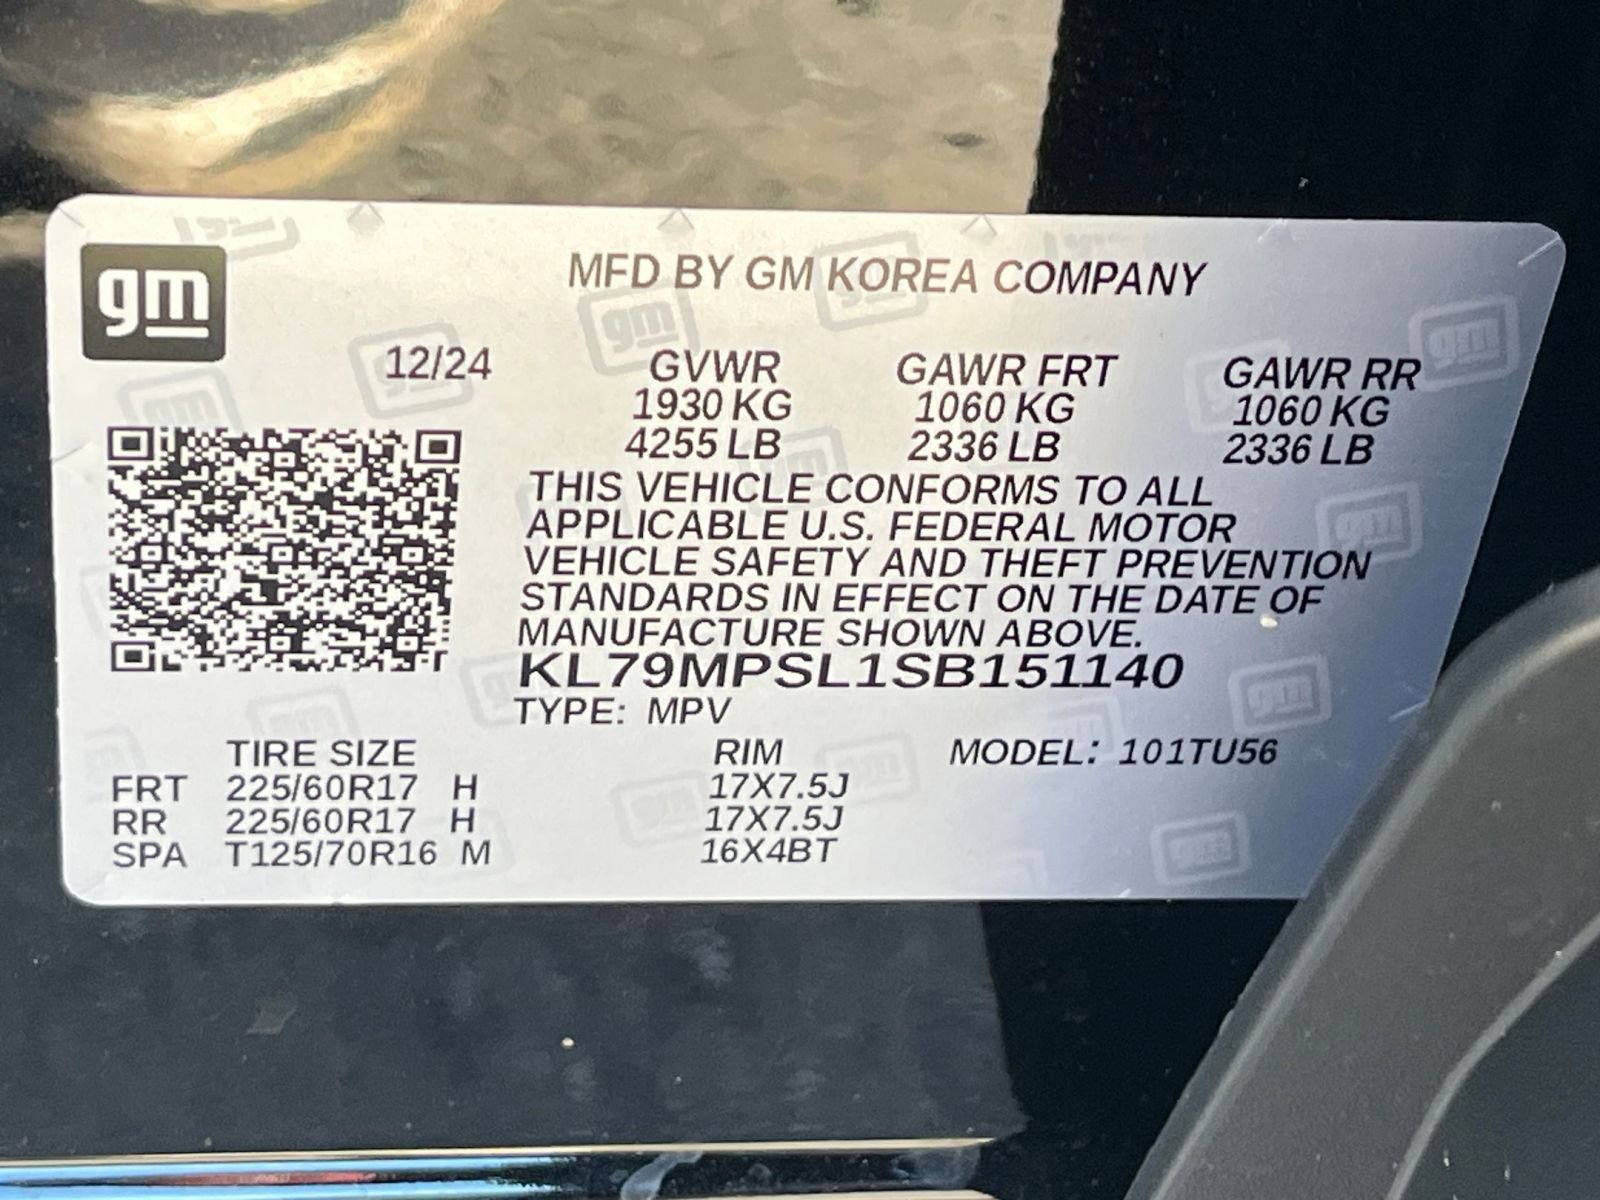 gm
MFD BY GM KOREA COMPANY
12/24 GVWR GAWR FRT GAWR RR
1930 KG 1060 KG 1060 KG
4255 LB 2336 LB 2336 LB
THIS VEHICLE CONFORMS TO ALL
APPLICABLE U.S. FEDERAL MOTOR
VEHICLE SAFETY AND THEFT PREVENTION
STANDARDS IN EFFECT ON THE DATE OF
MANUFACTURE SHOWN ABOVE.
KL79MPSL1SB151140
TYPE: MPV
TIRE SIZE RIM MODEL: 101TU56
FRT 225/60R17 H 17X7.5J
RR 225/60R17 H 17X7.5J
SPA T125/70R16 M 16X4BT